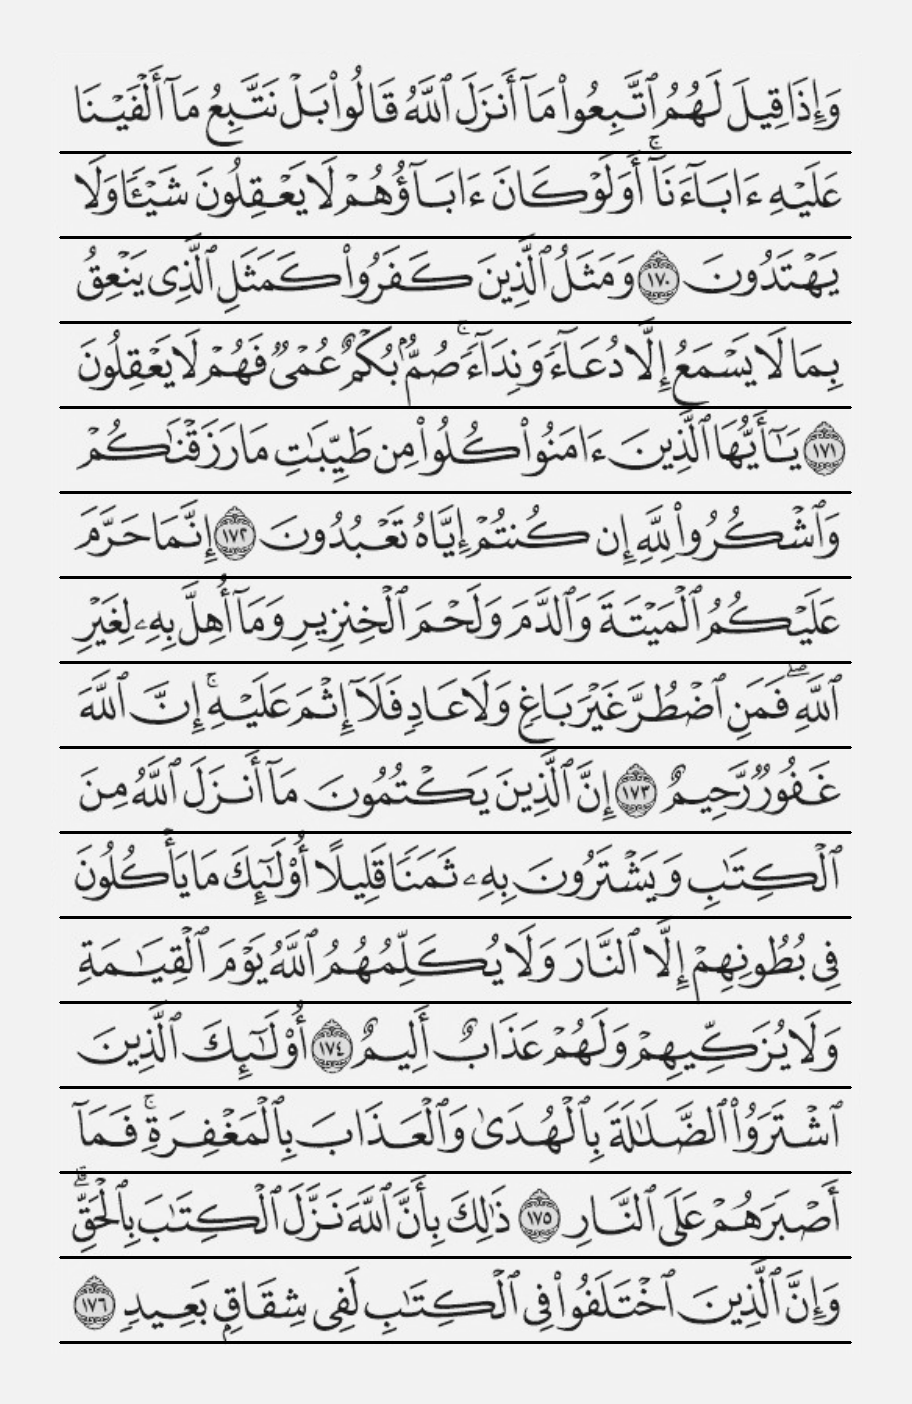 وَإِذَا قِيلَ لَهُمُ ٱتَّبِعُوا۟ مَآ أَنزَلَ ٱللَّهُ قَالُوا۟ بَلْ نَتَّبِعُ مَآ أَلْفَيْنَا
عَلَيْهِ ءَابَآءَنَآ ۚ أَوَلَوْ كَانَ ءَابَآؤُهُمْ لَا يَعْقِلُونَ شَيْـًٔا وَلَا
يَهْتَدُونَ ١٧٠ وَمَثَلُ ٱلَّذِينَ كَفَرُوا۟ كَمَثَلِ ٱلَّذِى يَنْعِقُ
بِمَا لَا يَسْمَعُ إِلَّا دُعَآءً وَنِدَآءً ۚ صُمٌّۢ بُكْمٌ عُمْىٌ فَهُمْ لَا يَعْقِلُونَ
١٧١ يَـٰٓأَيُّهَا ٱلَّذِينَ ءَامَنُوا۟ كُلُوا۟ مِن طَيِّبَـٰتِ مَا رَزَقْنَـٰكُمْ
وَٱشْكُرُوا۟ لِلَّهِ إِن كُنتُمْ إِيَّاهُ تَعْبُدُونَ ١٧٢ إِنَّمَا حَرَّمَ
عَلَيْكُمُ ٱلْمَيْتَةَ وَٱلدَّمَ وَلَحْمَ ٱلْخِنزِيرِ وَمَآ أُهِلَّ بِهِۦ لِغَيْرِ
ٱللَّهِ ۖ فَمَنِ ٱضْطُرَّ غَيْرَ بَاغٍ وَلَا عَادٍ فَلَآ إِثْمَ عَلَيْهِ ۚ إِنَّ ٱللَّهَ
غَفُورٌ رَّحِيمٌ ١٧٣ إِنَّ ٱلَّذِينَ يَكْتُمُونَ مَآ أَنزَلَ ٱللَّهُ مِنَ
ٱلْكِتَـٰبِ وَيَشْتَرُونَ بِهِۦ ثَمَنًا قَلِيلًا أُو۟لَـٰٓئِكَ مَا يَأْكُلُونَ
فِى بُطُونِهِمْ إِلَّا ٱلنَّارَ وَلَا يُكَلِّمُهُمُ ٱللَّهُ يَوْمَ ٱلْقِيَـٰمَةِ
وَلَا يُزَكِّيهِمْ وَلَهُمْ عَذَابٌ أَلِيمٌ ١٧٤ أُو۟لَـٰٓئِكَ ٱلَّذِينَ
ٱشْتَرَوُا۟ ٱلضَّلَـٰلَةَ بِٱلْهُدَىٰ وَٱلْعَذَابَ بِٱلْمَغْفِرَةِ ۚ فَمَآ
أَصْبَرَهُمْ عَلَى ٱلنَّارِ ١٧٥ ذَٰلِكَ بِأَنَّ ٱللَّهَ نَزَّلَ ٱلْكِتَـٰبَ بِٱلْحَقِّ ۗ
وَإِنَّ ٱلَّذِينَ ٱخْتَلَفُوا۟ فِى ٱلْكِتَـٰبِ لَفِى شِقَاقٍۭ بَعِيدٍ ١٧٦